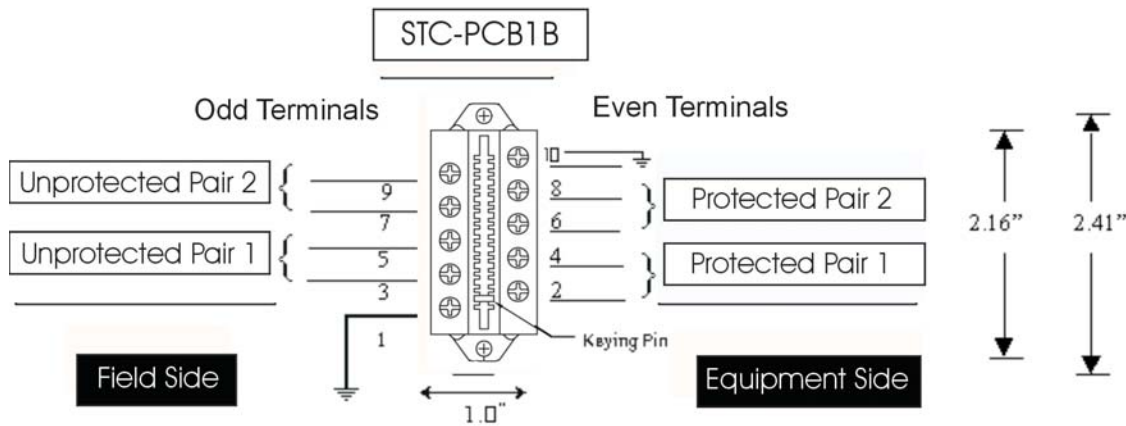 STC-PCB1B
Odd Terminals
Even Terminals
10
Unprotected Pair 2
9
8
Protected Pair 2
7
6
2.16”
2.41”
Unprotected Pair 1
5
4
Protected Pair 1
3
2
1
Keying Pin
Field Side
Equipment Side
1.0"